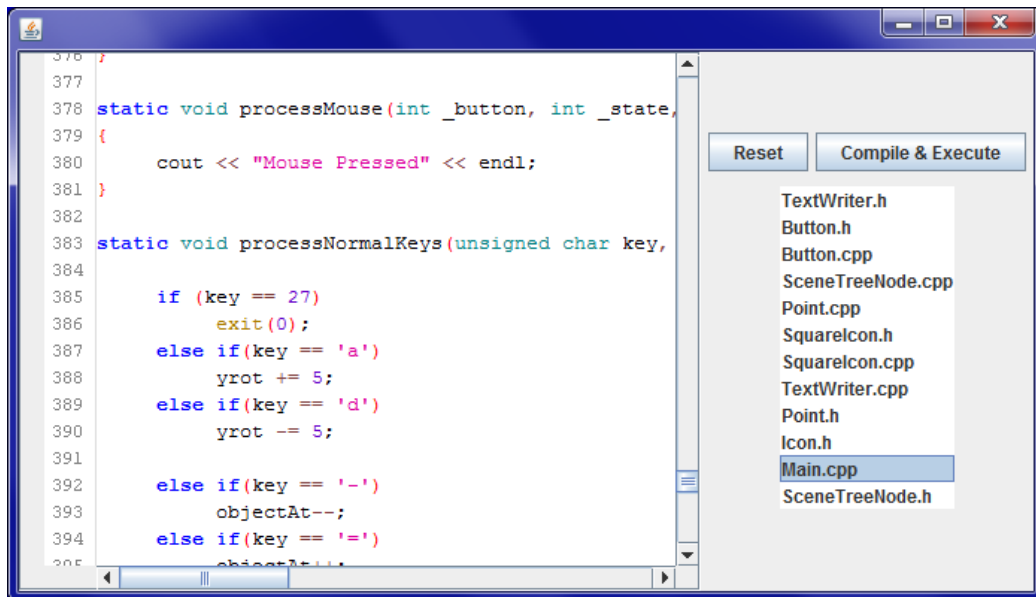 376 }
377
378 static void processMouse(int _button, int _state,
379 {
380 cout << "Mouse Pressed" << endl;
381 }
382
383 static void processNormalKeys(unsigned char key,
384
385 if (key == 27)
386 exit(0);
387 else if(key == 'a')
388 yrot += 5;
389 else if(key == 'd')
390 yrot -= 5;
391
392 else if(key == '-')
393 objectAt--;
394 else if(key == '=')
395 objectAt++;
Reset
Compile & Execute
TextWriter.h
Button.h
Button.cpp
SceneTreeNode.cpp
Point.cpp
SquareIcon.h
SquareIcon.cpp
TextWriter.cpp
Point.h
Icon.h
Main.cpp
SceneTreeNode.h